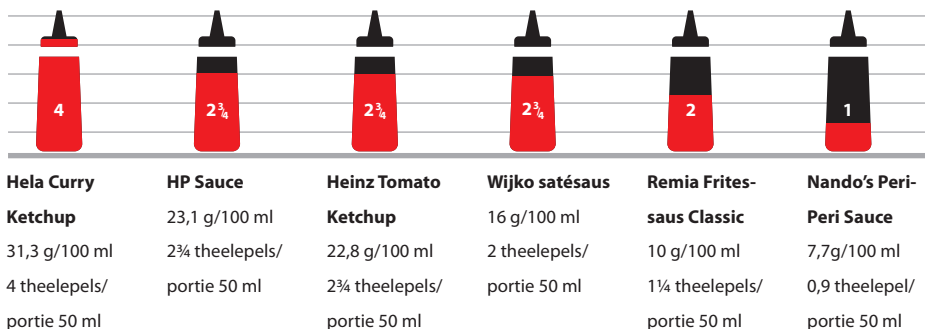 4
2¾
2¾
2¾
2
1
Hela Curry
Ketchup
31,3 g/100 ml
4 theelepels/
portie 50 ml
HP Sauce
23,1 g/100 ml
2¾ theelepels/
portie 50 ml
Heinz Tomato
Ketchup
22,8 g/100 ml
2¾ theelepels/
portie 50 ml
Wijko satésaus
16 g/100 ml
2 theelepels/
portie 50 ml
Remia Frites-
saus Classic
10 g/100 ml
1¼ theelepels/
portie 50 ml
Nando's Peri-
Peri Sauce
7,7g/100 ml
0,9 theelepel/
portie 50 ml